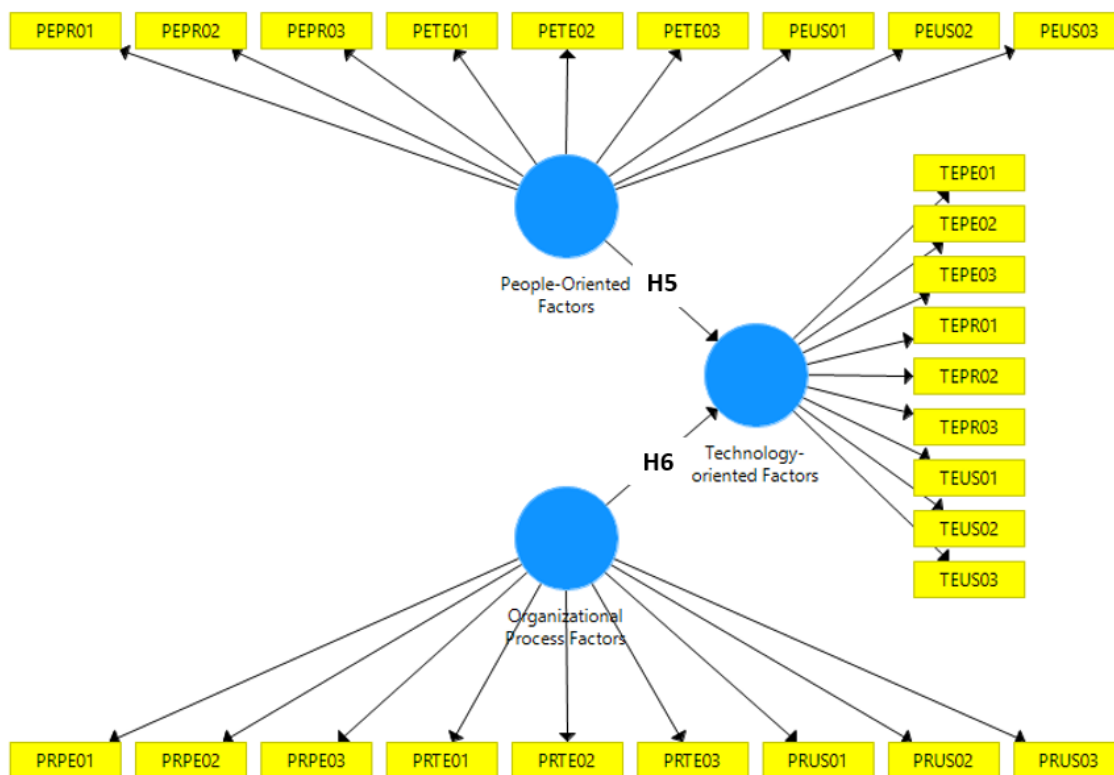 PEPR01 PEPR02 PEPR03 PETE01 PETE02 PETE03 PEUS01 PEUS02 PEUS03
TEPE01
TEPE02
People-Oriented
Factors
H5
TEPE03
TEPR01
TEPR02
TEPR03
Technology-
oriented Factors
H6
TEUS01
TEUS02
TEUS03
Organizational
Process Factors
PRPE01 PRPE02 PRPE03 PRTE01 PRTE02 PRTE03 PRUS01 PRUS02 PRUS03